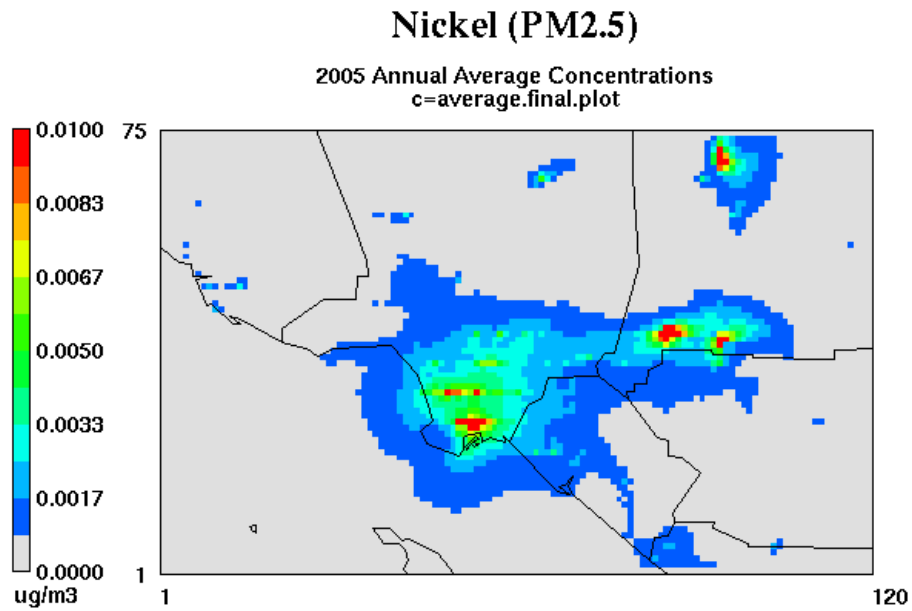 Nickel (PM2.5)
2005 Annual Average Concentrations
c=average.final.plot
0.0100
0.0083
0.0067
0.0050
0.0033
0.0017
0.0000
ug/m3
75
1
1
120